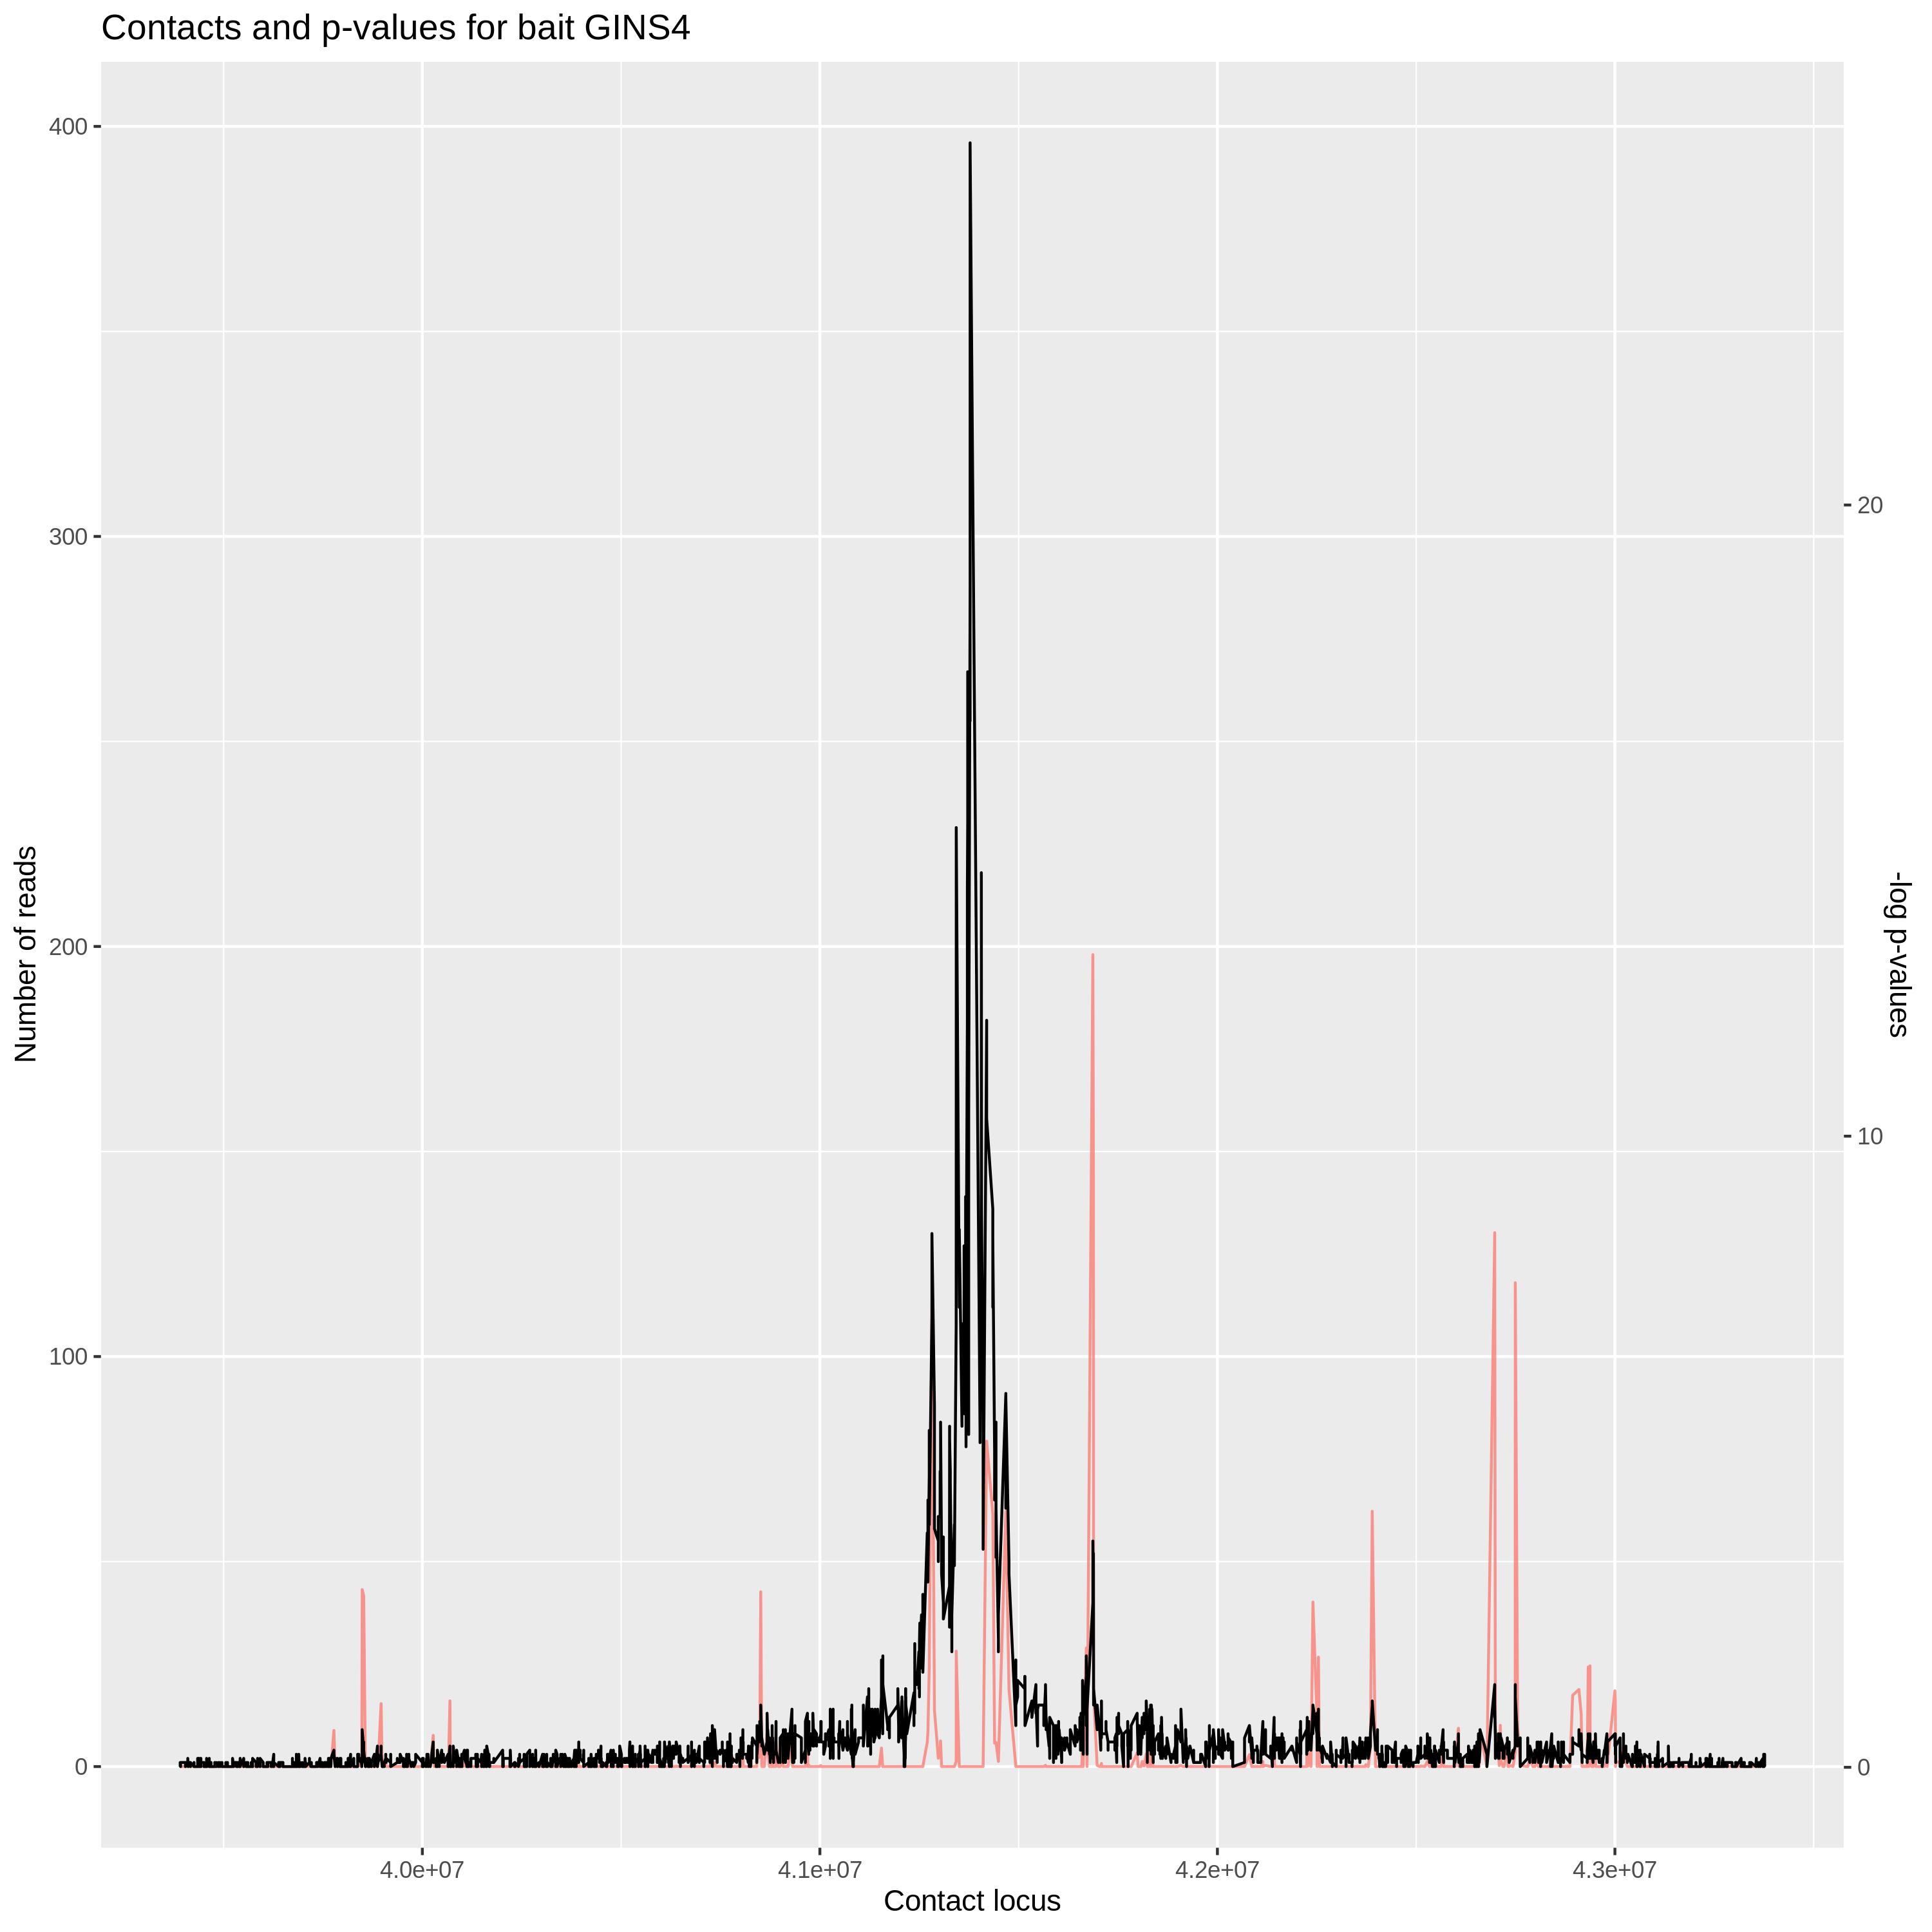 Contacts and p-values for bait GINS4
400
300
200
100
0
Number of reads
20
10
0
-log p-values
4.0e+07
4.1e+07
4.2e+07
4.3e+07
Contact locus